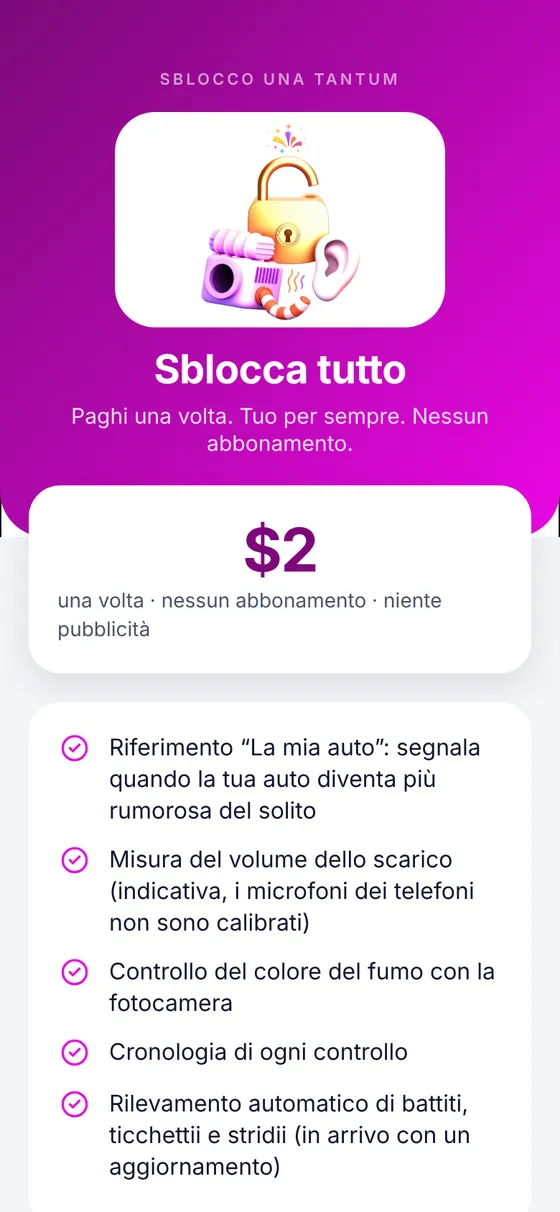 SBLOCCO UNA TANTUM
Sblocca tutto
Paghi una volta. Tuo per sempre. Nessun
abbonamento.
$2
una volta · nessun abbonamento · niente
pubblicità
Riferimento “La mia auto”: segnala
quando la tua auto diventa più
rumorosa del solito
Misura del volume dello scarico
(indicativa, i microfoni dei telefoni
non sono calibrati)
Controllo del colore del fumo con la
fotocamera
Cronologia di ogni controllo
Rilevamento automatico di battiti,
ticchettii e stridii (in arrivo con un
aggiornamento)